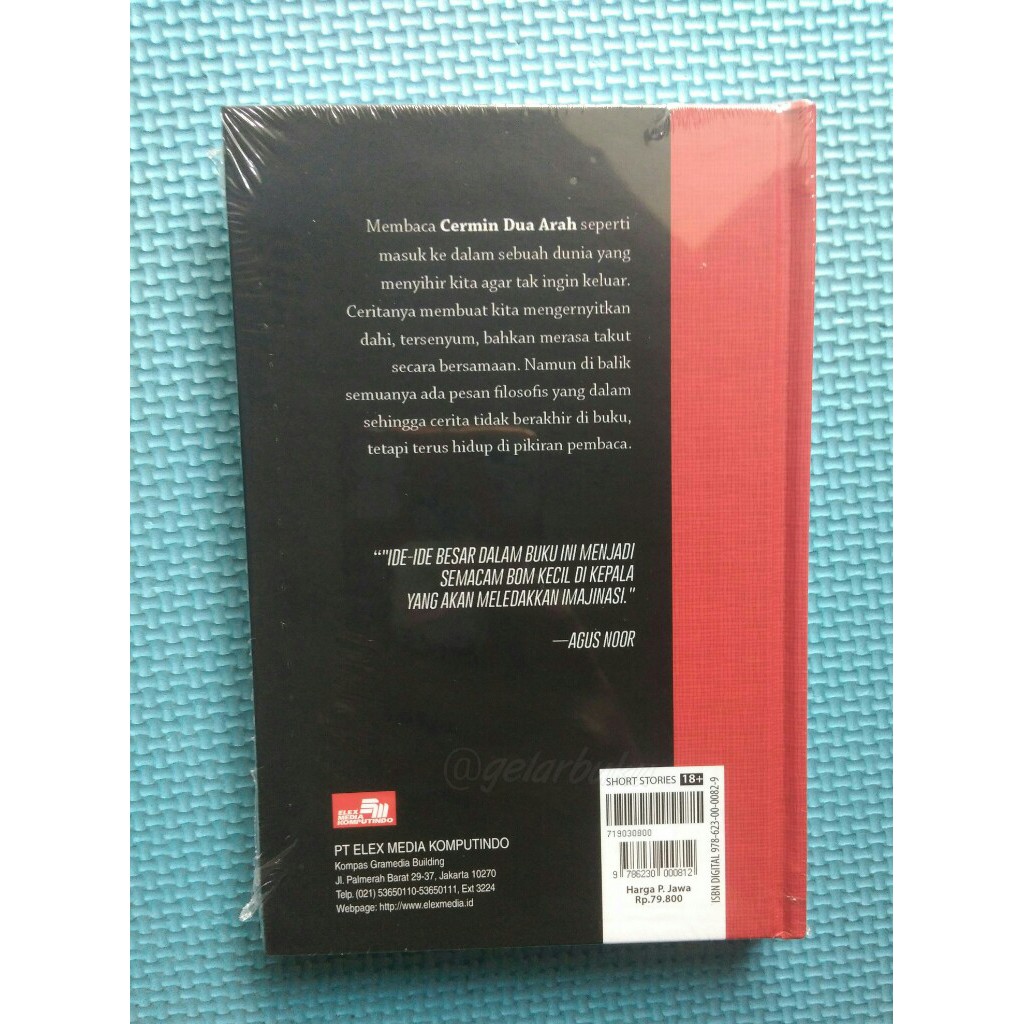 Membaca Cermin Dua Arah seperti
masuk ke dalam sebuah dunia yang
menyihir kita agar tak ingin keluar.
Ceritanya membuat kita mengernyitkan
dahi, tersenyum, bahkan merasa takut
secara bersamaan. Namun di balik
semuanya ada pesan filosofis yang dalam
sehingga cerita tidak berakhir di buku,
tetapi terus hidup di pikiran pembaca.
“"IDE-IDE BESAR DALAM BUKU INI MENJADI
SEMACAM BOM KECIL DI KEPALA
YANG AKAN MELEDAKKAN IMAJINASI."
—AGUS NOOR
ELEX
MEDIA
KOMPUTINDO
PT ELEX MEDIA KOMPUTINDO
Kompas Gramedia Building
Jl. Palmerah Barat 29-37, Jakarta 10270
Telp. (021) 53650110-53650111, Ext 3224
Webpage: http://www.elexmedia.id
SHORT STORIES 18+
719030800
9 786230 000812
Harga P. Jawa
Rp.79.800
ISBN DIGITAL 978-623-00-0082-9